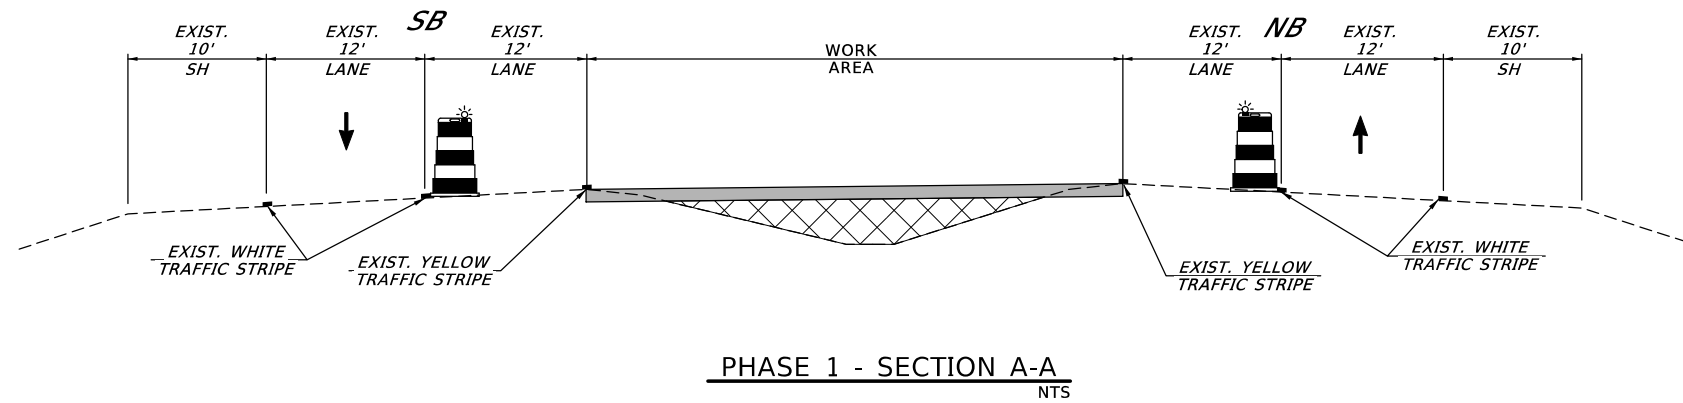 SB
NB
EXIST.
10'
SH
EXIST.
12'
LANE
EXIST.
12'
LANE
WORK
AREA
EXIST.
12'
LANE
EXIST.
12'
LANE
EXIST.
10'
SH
EXIST. WHITE
TRAFFIC STRIPE
EXIST. YELLOW
TRAFFIC STRIPE
EXIST. YELLOW
TRAFFIC STRIPE
EXIST. WHITE
TRAFFIC STRIPE
PHASE 1 - SECTION A-A
NTS